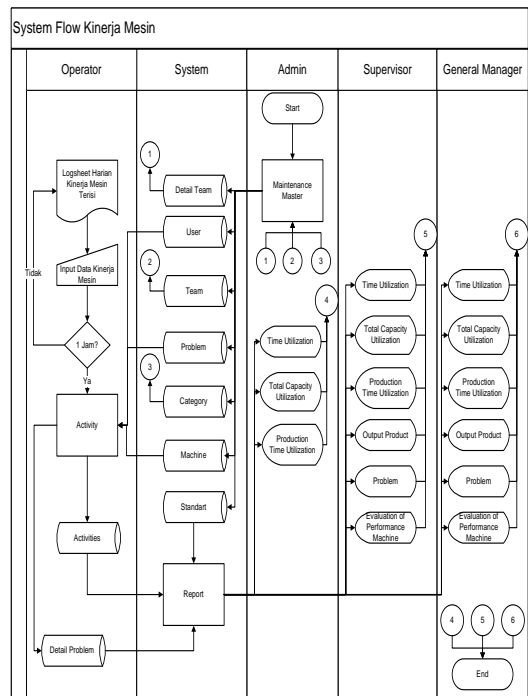 System Flow Kinerja Mesin
Operator
System
Admin
Supervisor
General Manager
Logsheet Harian
Kinerja Mesin
Terisi
Input Data Kinerja
Mesin
Tidak
1 Jam?
Ya
Activity
Activities
Detail Problem
1
Detail Team
User
2
Team
Problem
3
Category
Machine
Standart
Report
Start
Maintenance
Master
1
2
3
4
Time Utilization
Total Capacity
Utilization
Production
Time Utilization
5
Time Utilization
Total Capacity
Utilization
Production
Time Utilization
Output Product
Problem
Evaluation of
Performance
Machine
6
Time Utilization
Total Capacity
Utilization
Production
Time Utilization
Output Product
Problem
Evaluation of
Performance
Machine
4
5
6
End